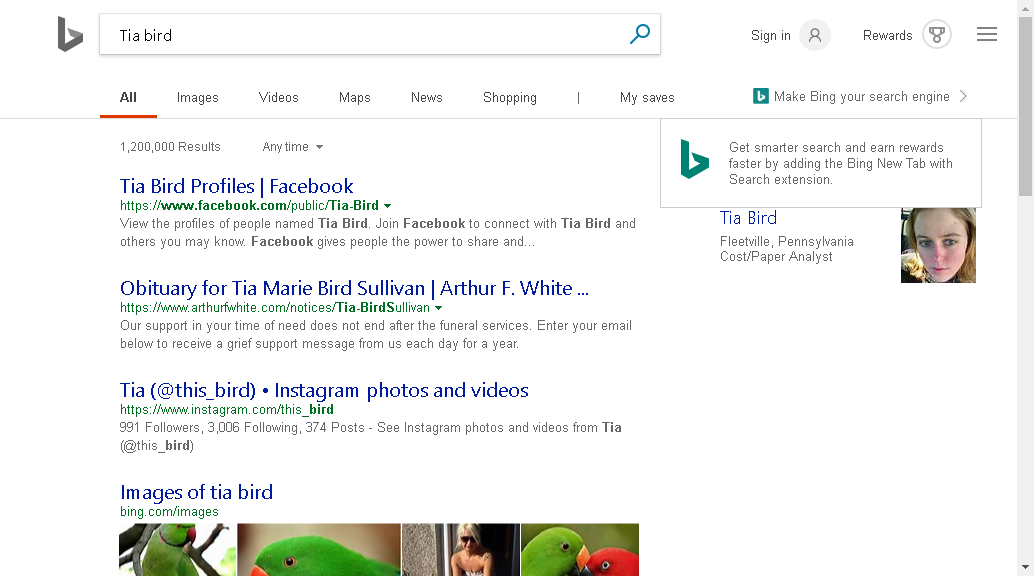 Tia bird
Sign in
Rewards
All
Images
Videos
Maps
News
Shopping
|
My saves
Make Bing your search engine
Get smarter search and earn rewards
faster by adding the Bing New Tab with
Search extension.
1,200,000 Results
Any time
Tia Bird Profiles | Facebook
https://www.facebook.com/public/Tia-Bird
View the profiles of people named Tia Bird. Join Facebook to connect with Tia Bird and
others you may know. Facebook gives people the power to share and...
Obituary for Tia Marie Bird Sullivan | Arthur F. White ...
https://www.arthurfwhite.com/notices/Tia-BirdSullivan
Our support in your time of need does not end after the funeral services. Enter your email
below to receive a grief support message from us each day for a year.
Tia (@this_bird) • Instagram photos and videos
https://www.instagram.com/this_bird
991 Followers, 3,006 Following, 374 Posts - See Instagram photos and videos from Tia
(@this_bird)
Images of tia bird
bing.com/images
Tia Bird
Fleetville, Pennsylvania
Cost/Paper Analyst